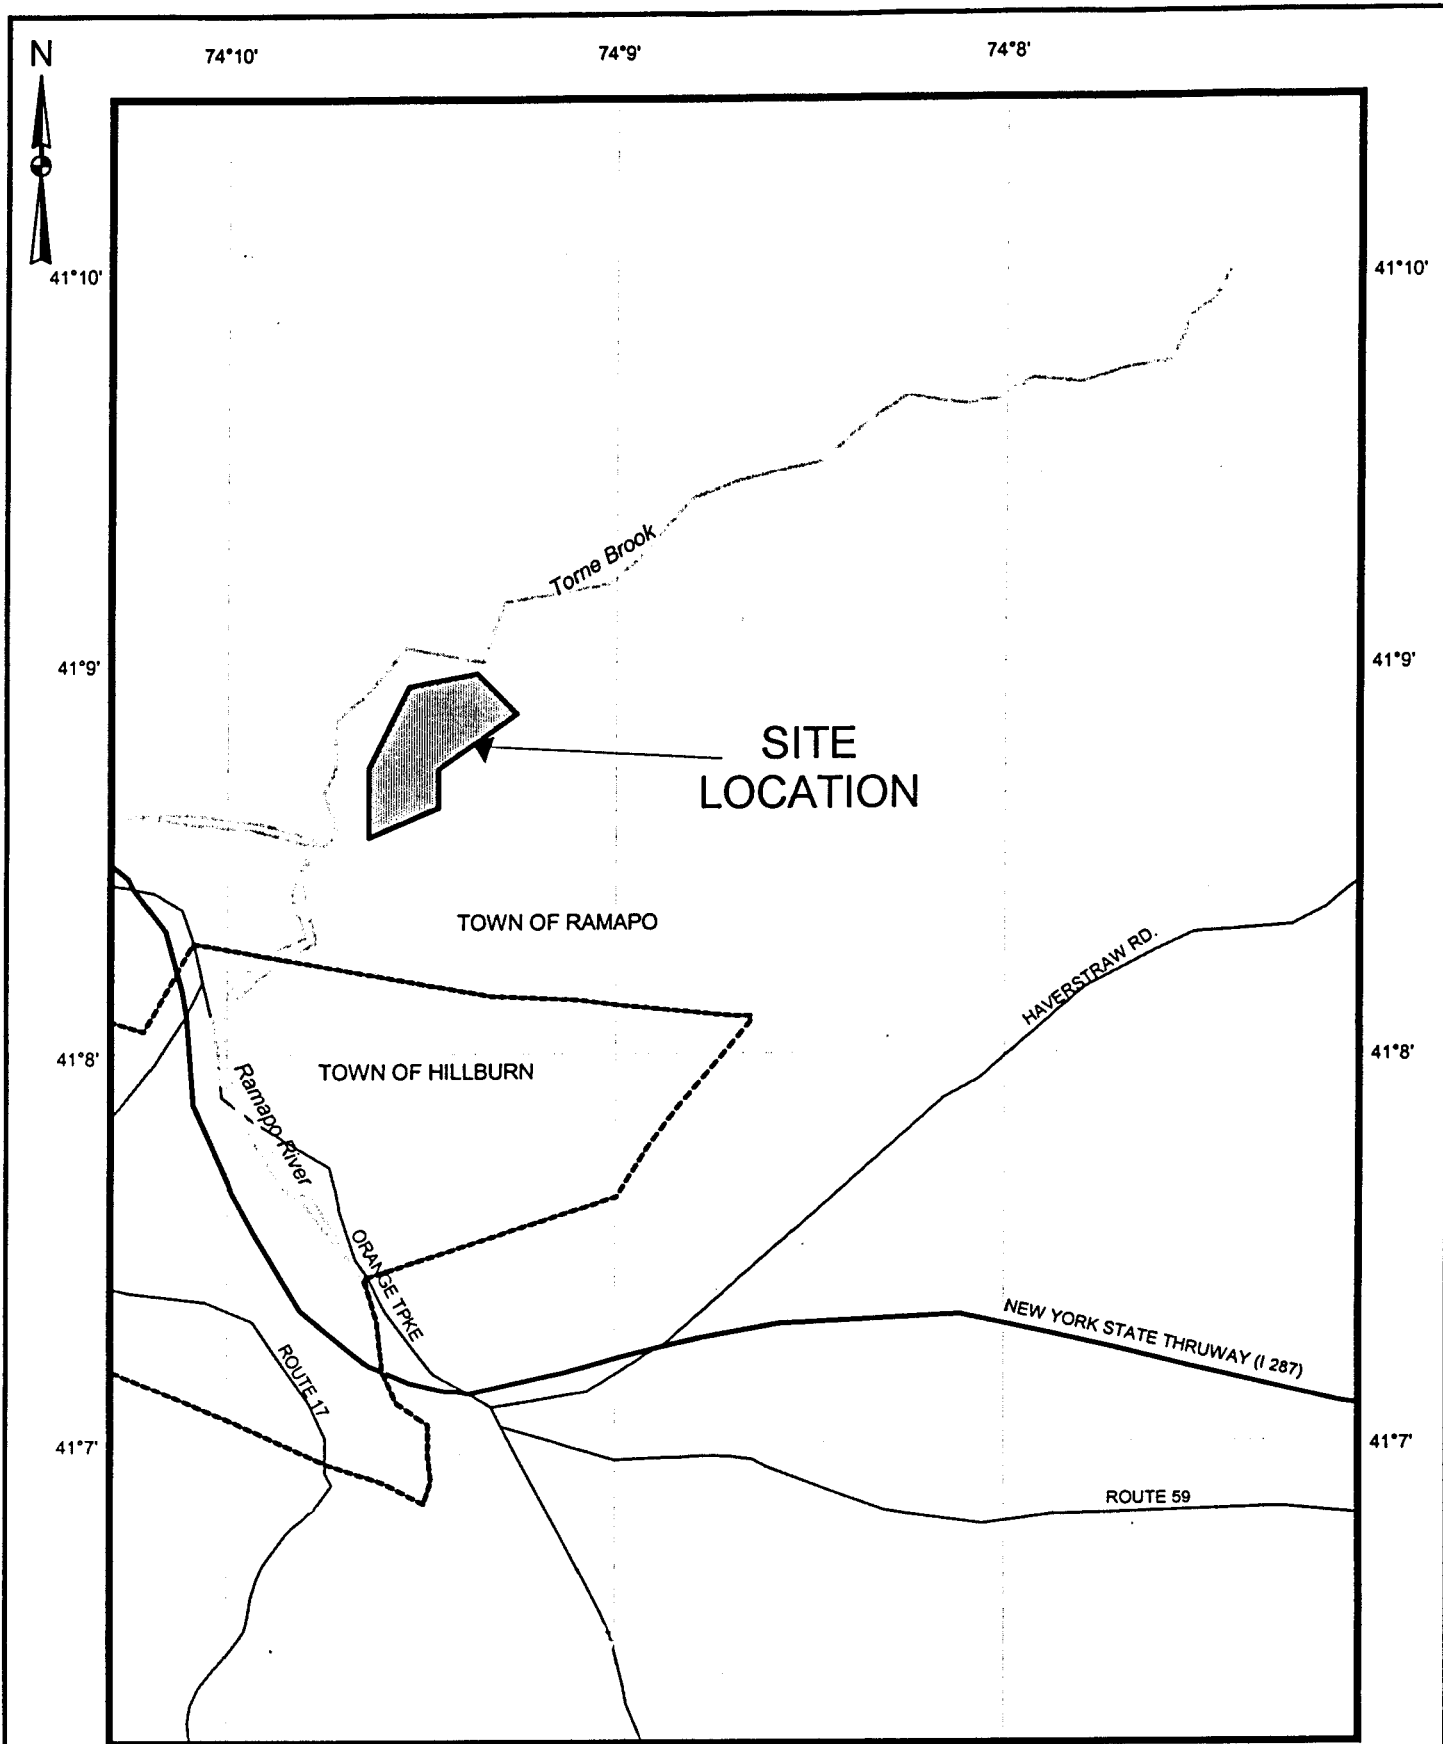 N
74°10'
74°9'
74°8'
41°10'
41°10'
Torne Brook
41°9'
41°9'
SITE
LOCATION
TOWN OF RAMAPO
HAVERSTRAW RD.
41°8'
41°8'
TOWN OF HILLBURN
Ramapo River
ORANGE TPKE
NEW YORK STATE THRUWAY (I 287)
ROUTE 17
41°7'
41°7'
ROUTE 59